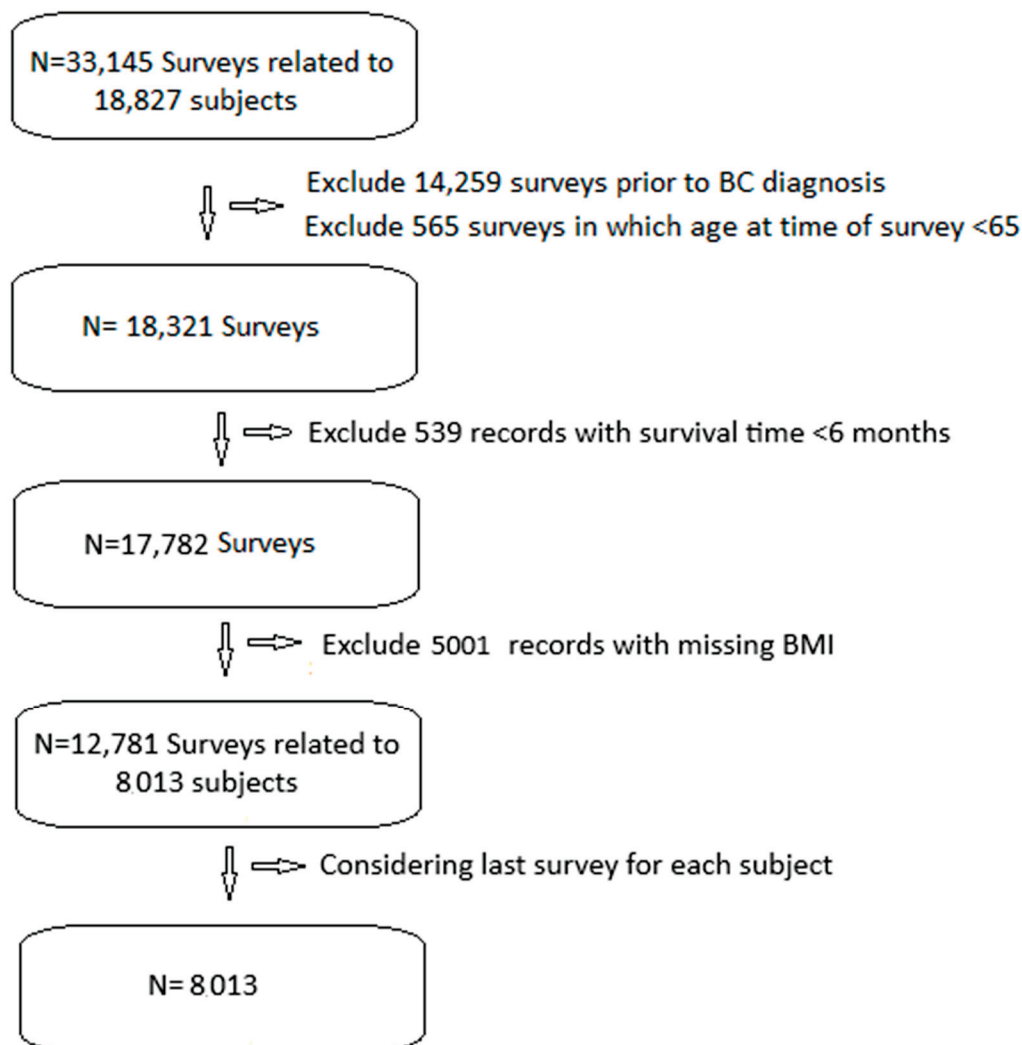 N=33,145 Surveys related to
18,827 subjects
Exclude 14,259 surveys prior to BC diagnosis
Exclude 565 surveys in which age at time of survey <65
N= 18,321 Surveys
Exclude 539 records with survival time <6 months
N=17,782 Surveys
Exclude 5001 records with missing BMI
N=12,781 Surveys related to
8013 subjects
Considering last survey for each subject
N= 8013